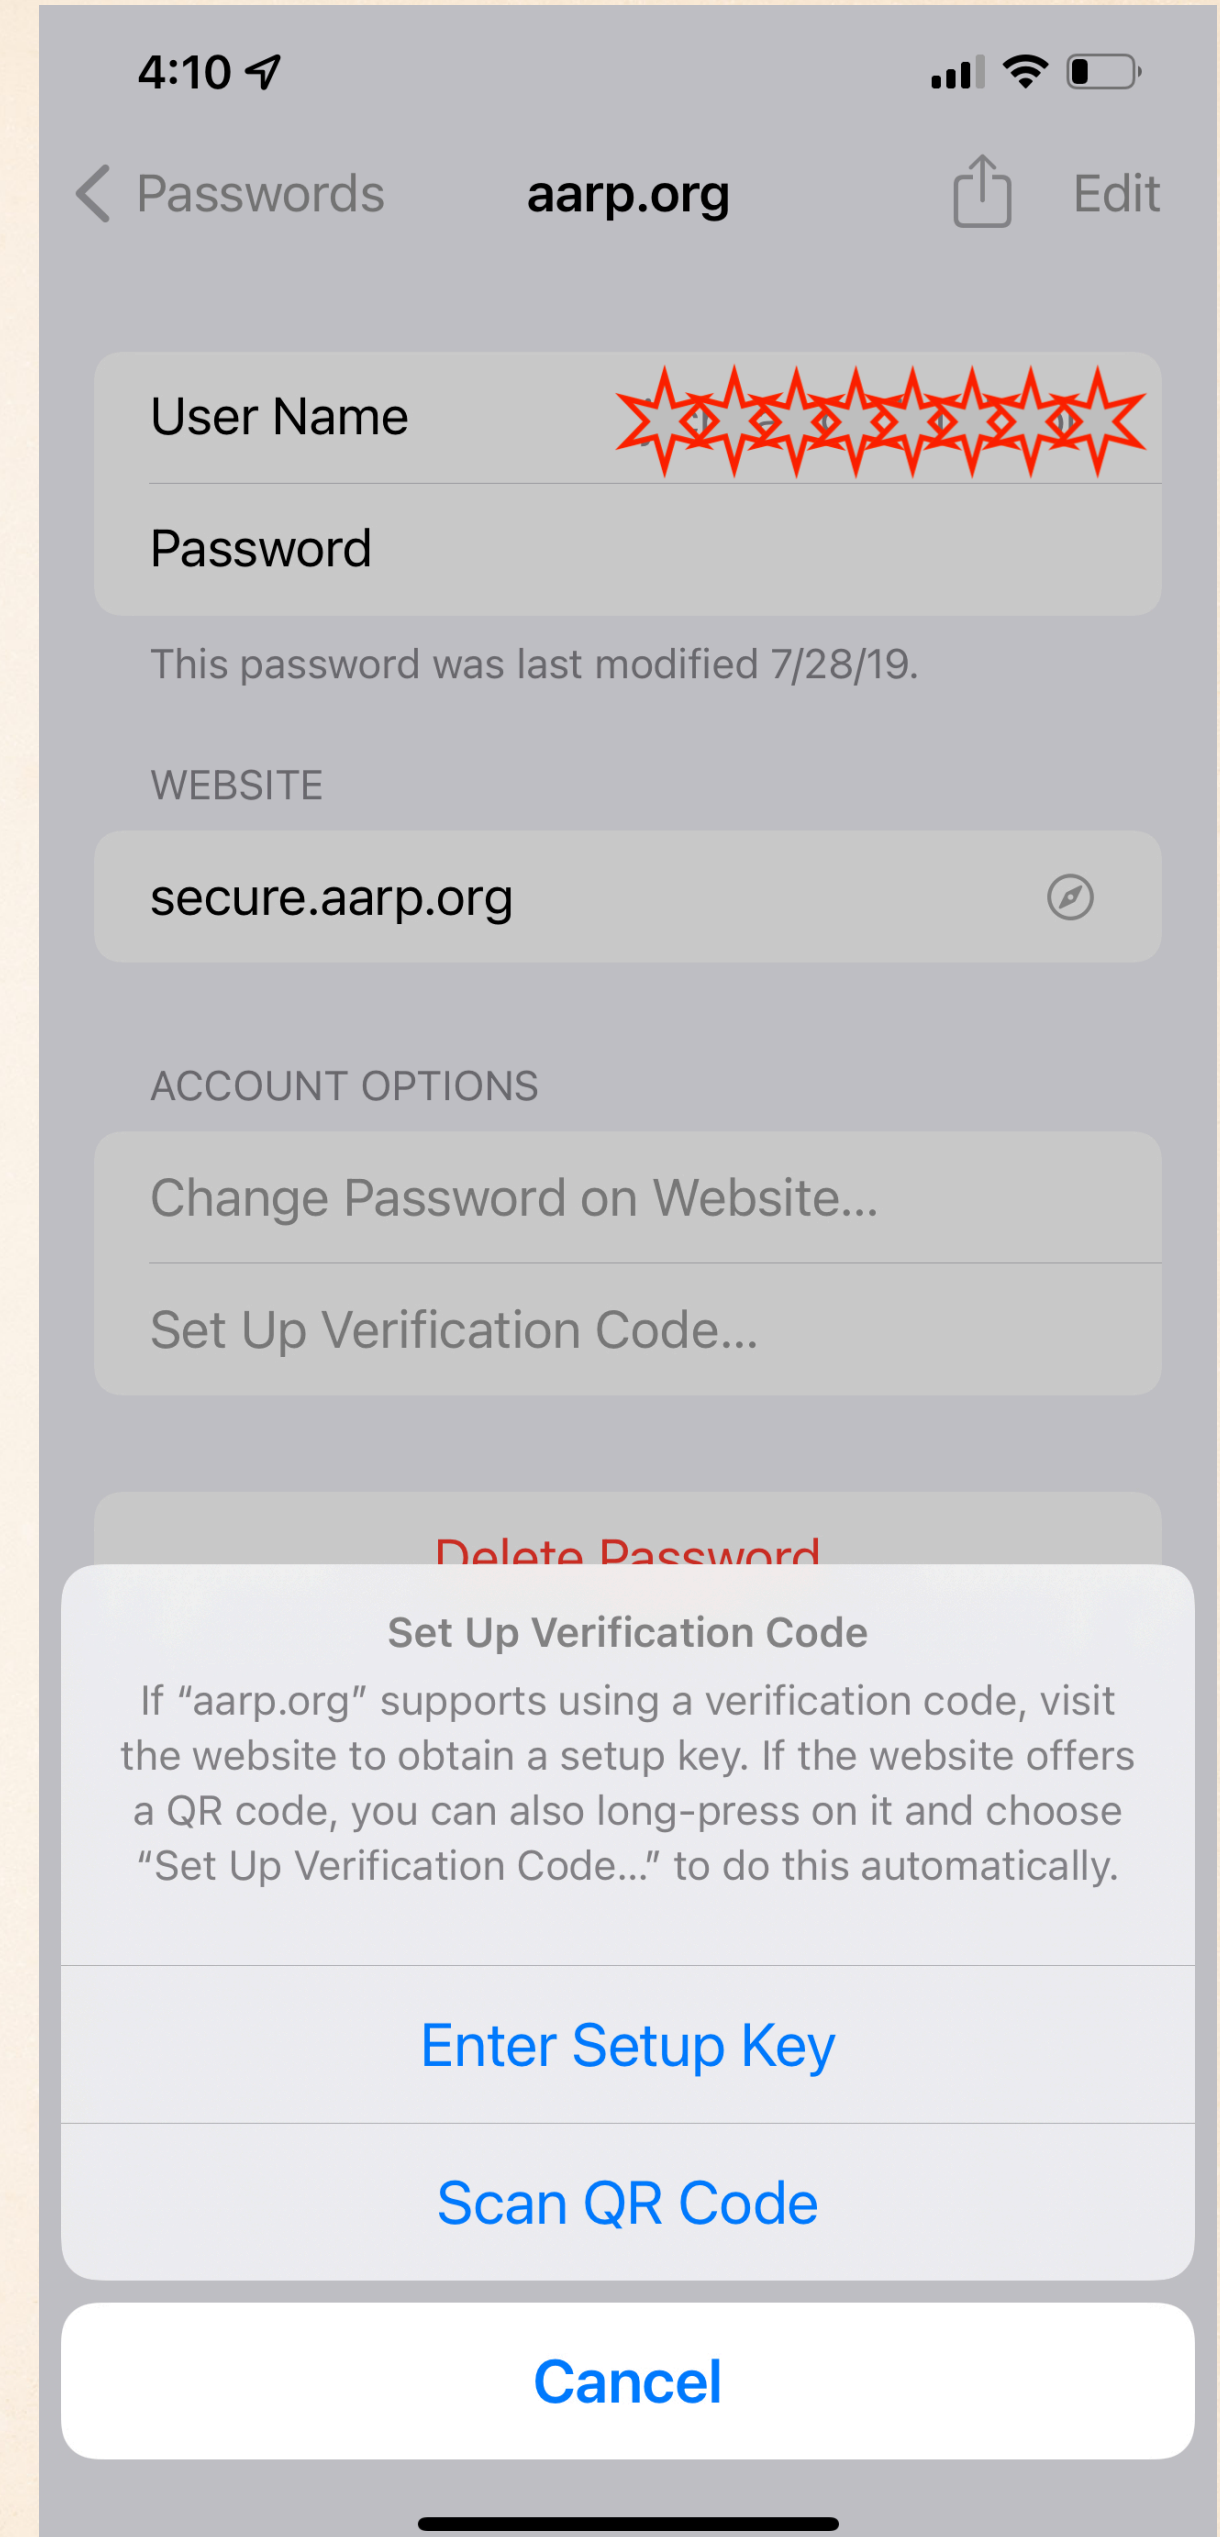 4:10
Passwords aarp.org Edit
User Name
Password
This password was last modified 7/28/19.
WEBSITE
secure.aarp.org
ACCOUNT OPTIONS
Change Password on Website...
Set Up Verification Code...
Delete Password
Set Up Verification Code
If “aarp.org” supports using a verification code, visit
the website to obtain a setup key. If the website offers
a QR code, you can also long-press on it and choose
“Set Up Verification Code...” to do this automatically.
Enter Setup Key
Scan QR Code
Cancel